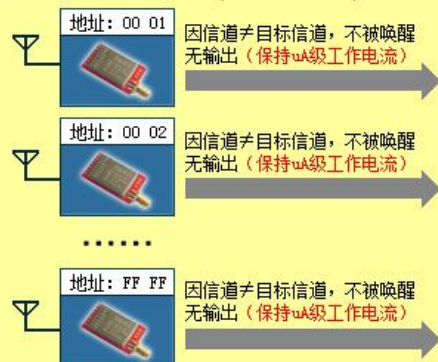 地址: 00 01
因信道≠目标信道，不被唤醒
无输出（保持uA级工作电流）
地址: 00 02
因信道≠目标信道，不被唤醒
无输出（保持uA级工作电流）
......
地址: FF FF
因信道≠目标信道，不被唤醒
无输出（保持uA级工作电流）